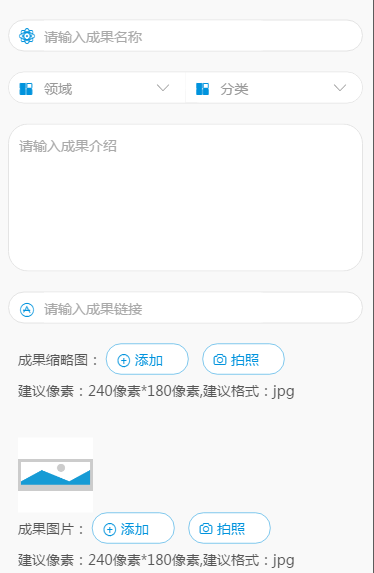 请输入成果名称
领域 分类
请输入成果介绍
请输入成果链接
成果缩略图： 添加 拍照
建议像素：240像素*180像素,建议格式：jpg
成果图片： 添加 拍照
建议像素：240像素*180像素,建议格式：jpg